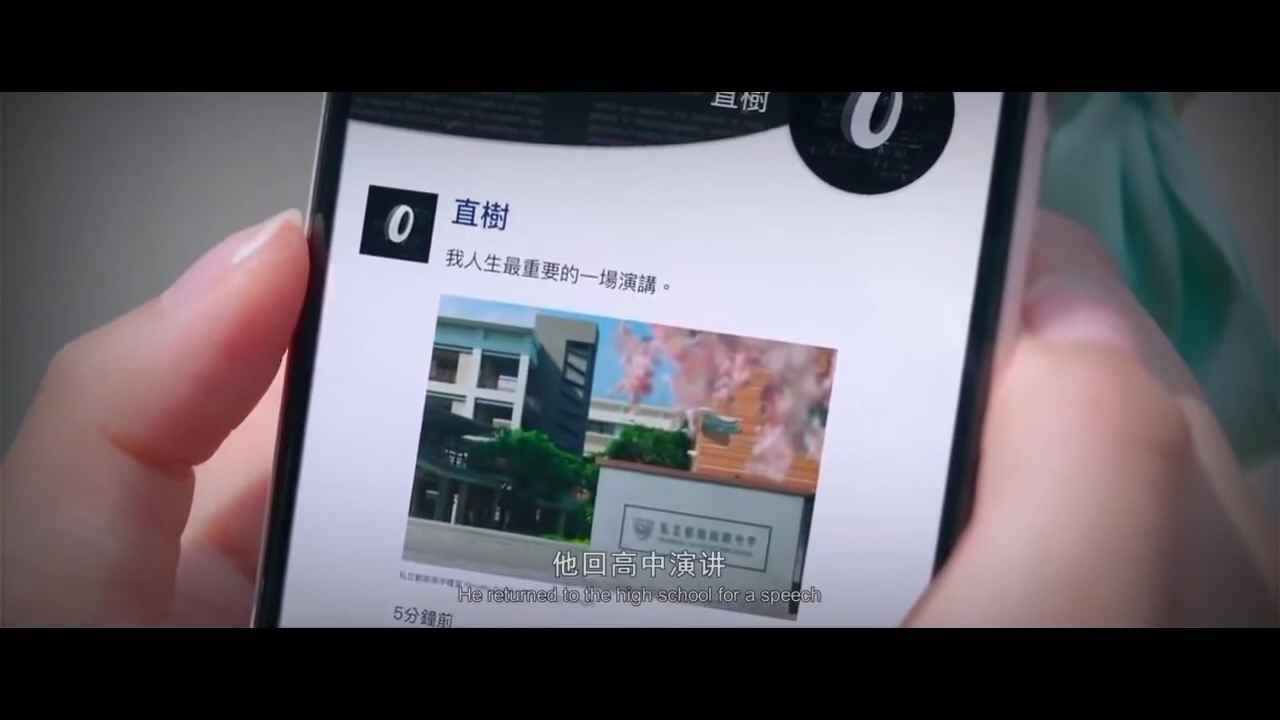 直樹
直樹
我人生最重要的一場演講。
他回高中演讲
He returned to the high school for a speech
5分鐘前